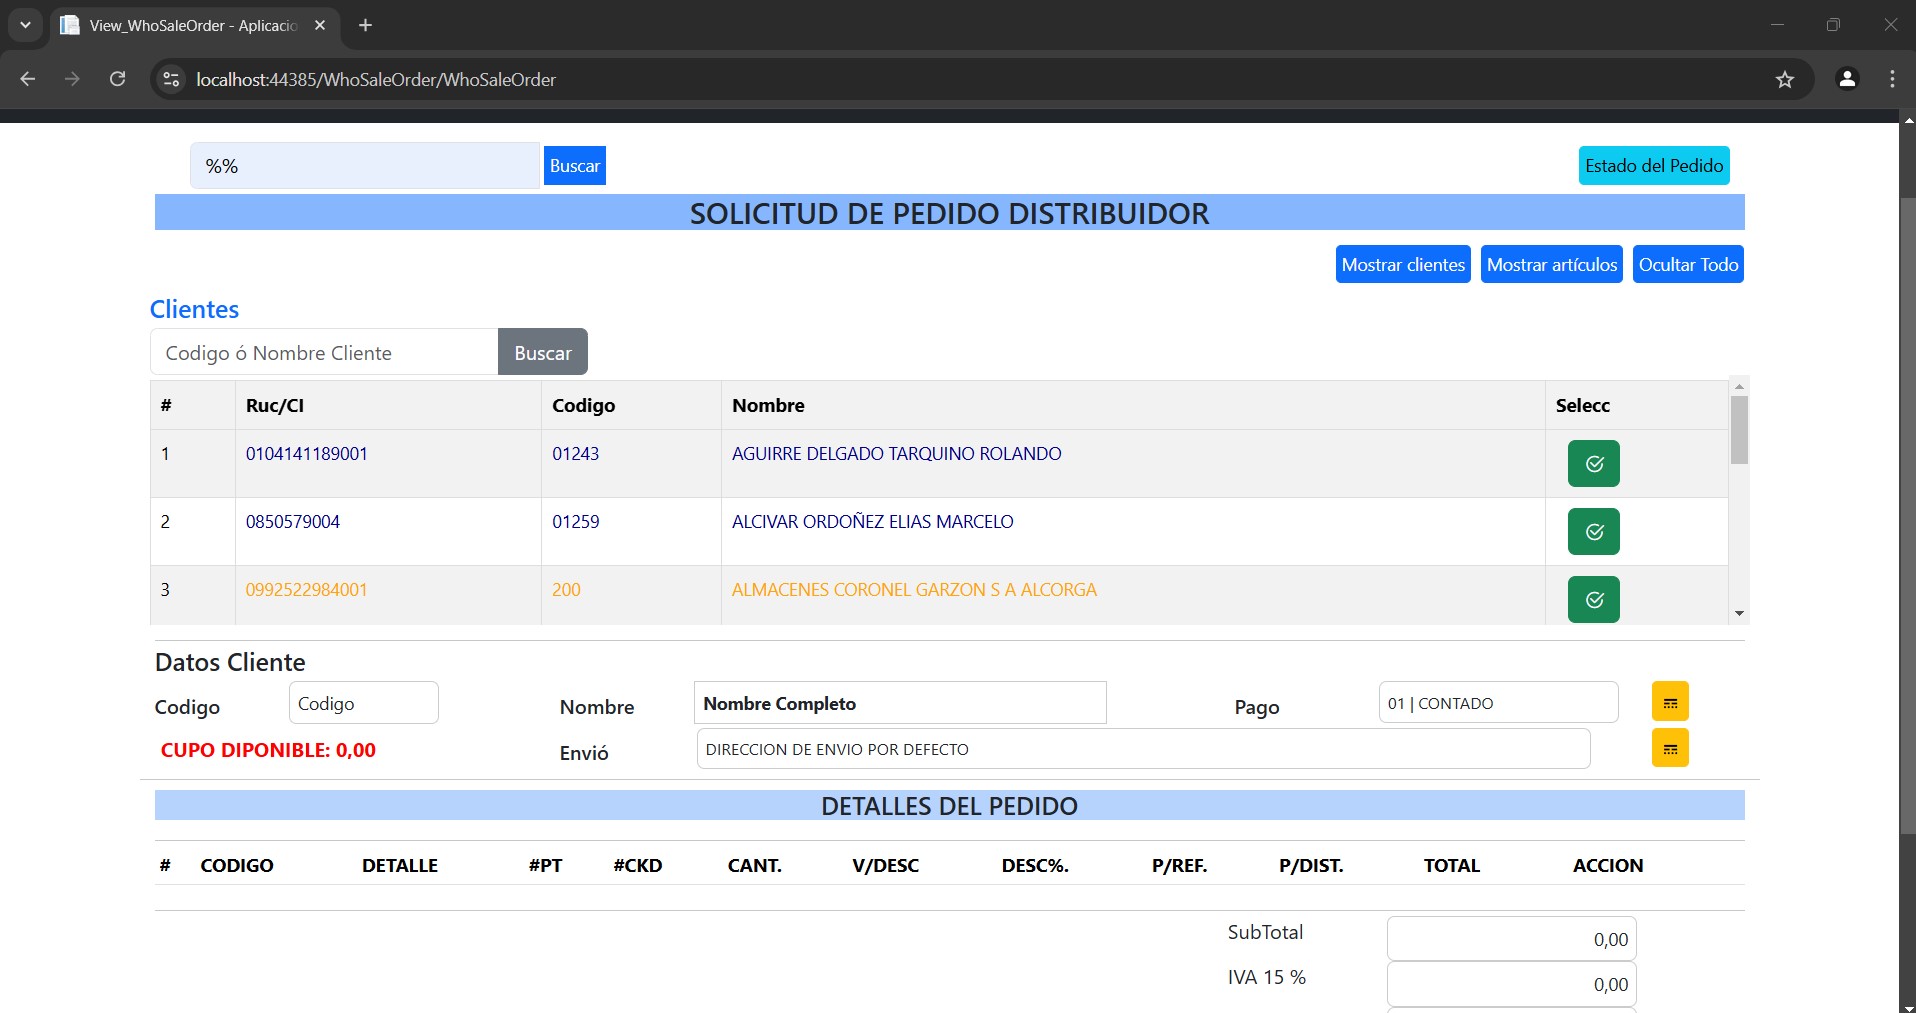 View_WhoSaleOrder - Aplicacio
localhost:44385/WhoSaleOrder/WhoSaleOrder
%% Buscar Estado del Pedido
SOLICITUD DE PEDIDO DISTRIBUIDOR
Mostrar clientes Mostrar artículos Ocultar Todo
Clientes
Codigo ó Nombre Cliente Buscar
# Ruc/CI Codigo Nombre Selecc
1 0104141189001 01243 AGUIRRE DELGADO TARQUINO ROLANDO
2 0850579004 01259 ALCIVAR ORDOÑEZ ELIAS MARCELO
3 0992522984001 200 ALMACENES CORONEL GARZON S A ALCORGA
Datos Cliente
Codigo Codigo Nombre Nombre Completo Pago 01 | CONTADO
CUPO DIPONIBLE: 0,00 Envió DIRECCION DE ENVIO POR DEFECTO
DETALLES DEL PEDIDO
# CODIGO DETALLE #PT #CKD CANT. V/DESC DESC%. P/REF. P/DIST. TOTAL ACCION
SubTotal 0,00
IVA 15 % 0,00